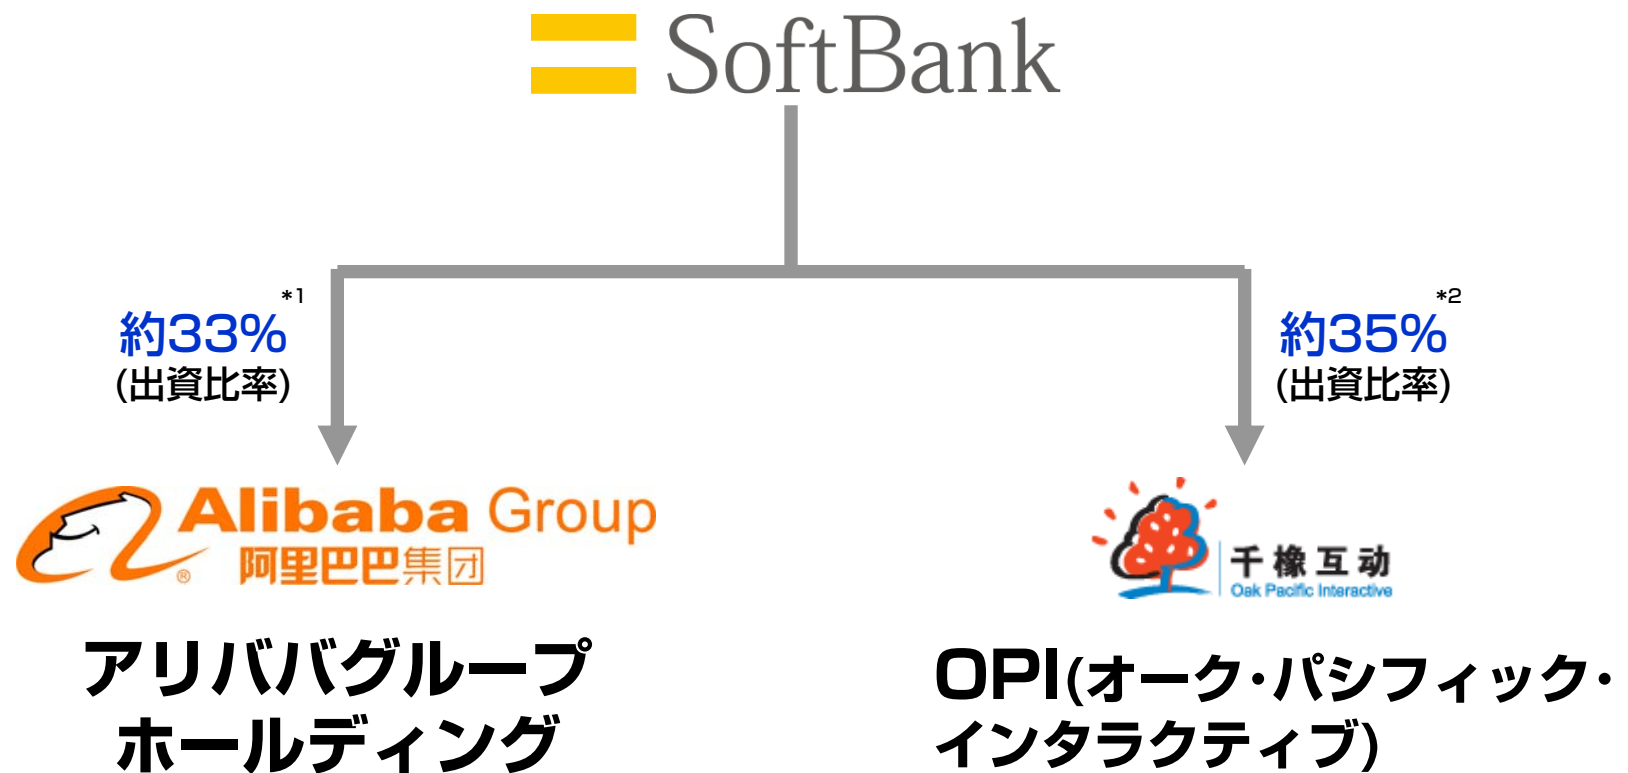 SoftBank
*1
約33%
(出資比率)
*2
約35%
(出資比率)
Alibaba Group
阿里巴巴集团
®
千橡互动
Oak Pacific Interactive
アリババグループ
ホールディング
OPI(オーク・パシフィック・
インタラクティブ)